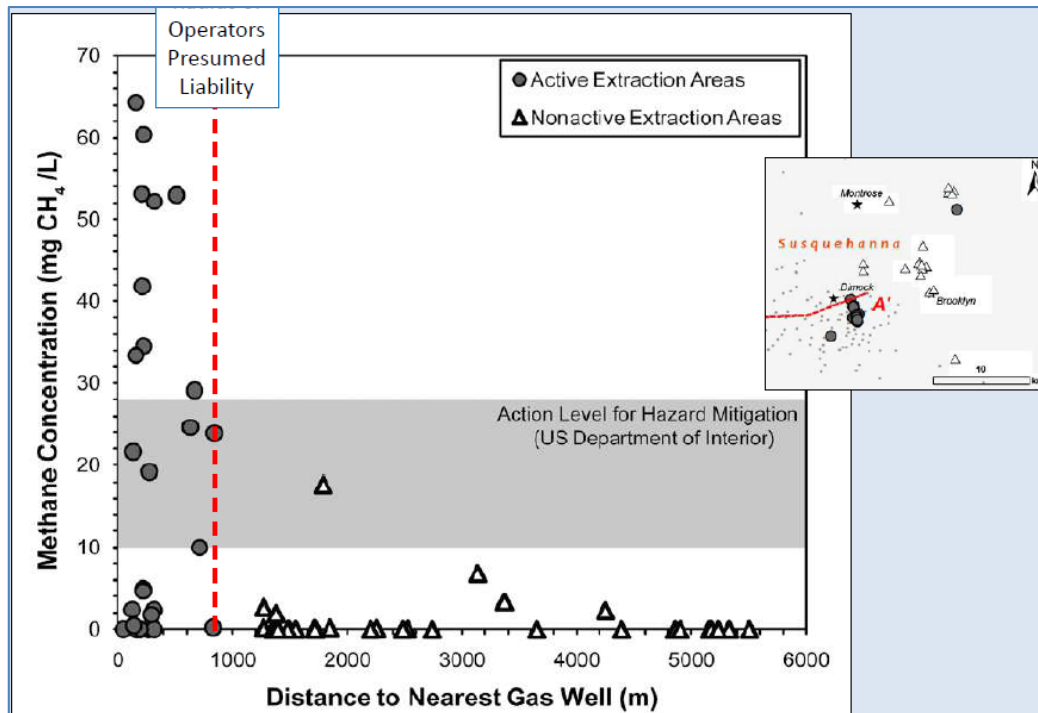 Operators
Presumed
Liability
70
60
50
40
30
20
10
0
Methane Concentration (mg CH₄ /L)
Active Extraction Areas
Nonactive Extraction Areas
Action Level for Hazard Mitigation
(US Department of Interior)
0 1000 2000 3000 4000 5000 6000
Distance to Nearest Gas Well (m)
N
Montrose
Susquehanna
Dimock
A'
Brooklyn
10